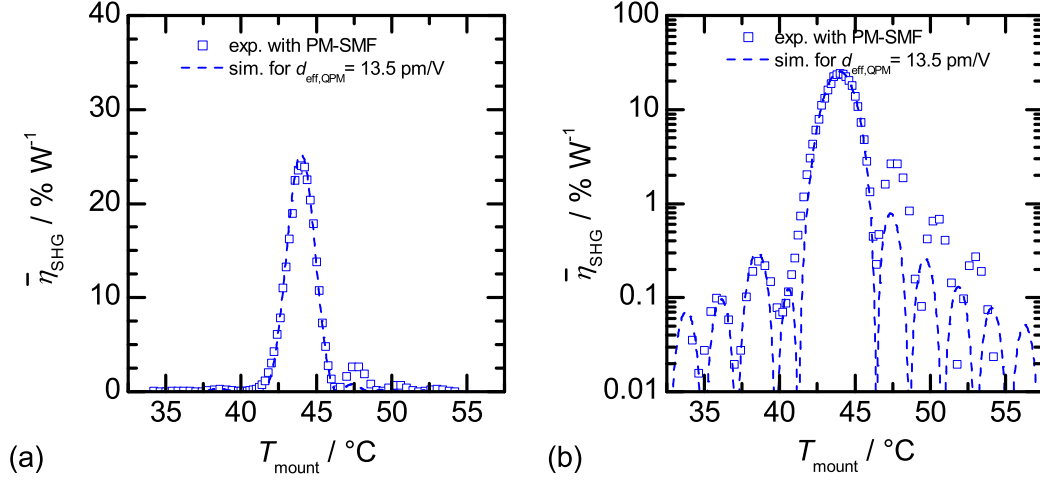 40
30
20
10
0
η̄SHG / % W-1
exp. with PM-SMF
sim. for deff,QPM= 13.5 pm/V
35 40 45 50 55
Tmount / °C
(a)
100
10
1
0.1
0.01
η̄SHG / % W-1
exp. with PM-SMF
sim. for deff,QPM= 13.5 pm/V
35 40 45 50 55
Tmount / °C
(b)